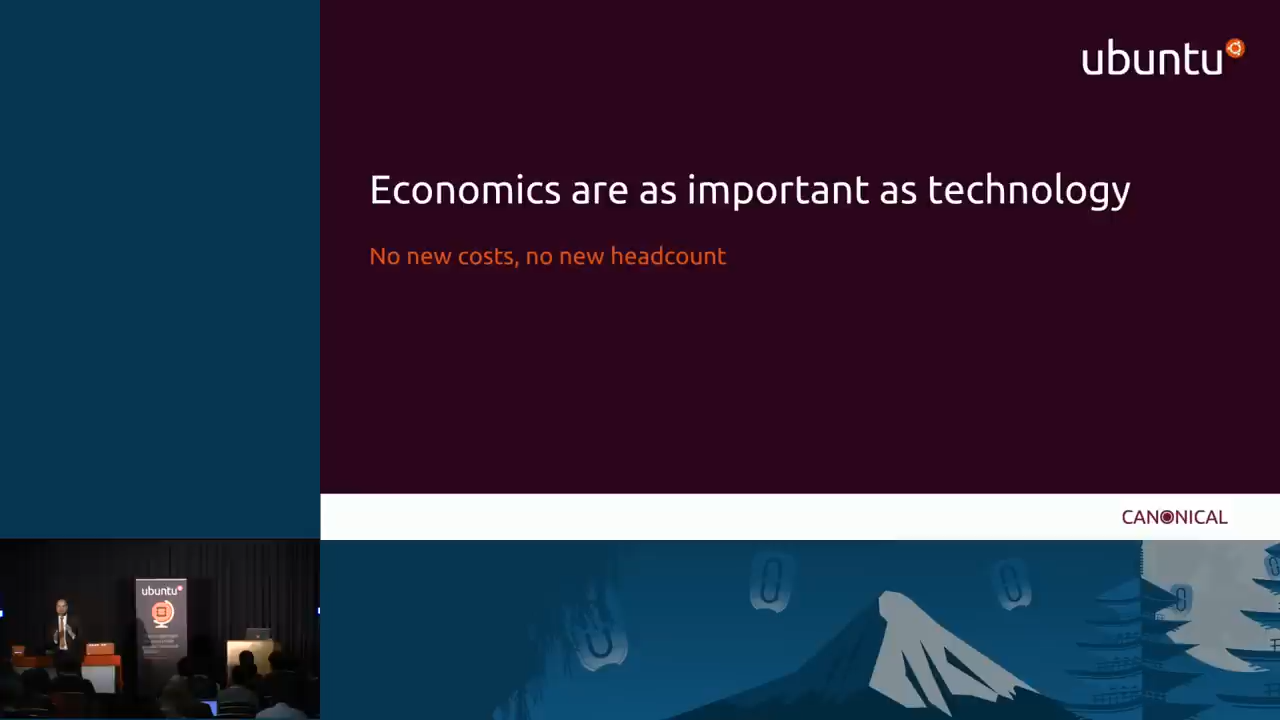 ubuntu
Economics are as important as technology
No new costs, no new headcount
CANONICAL
ubuntu